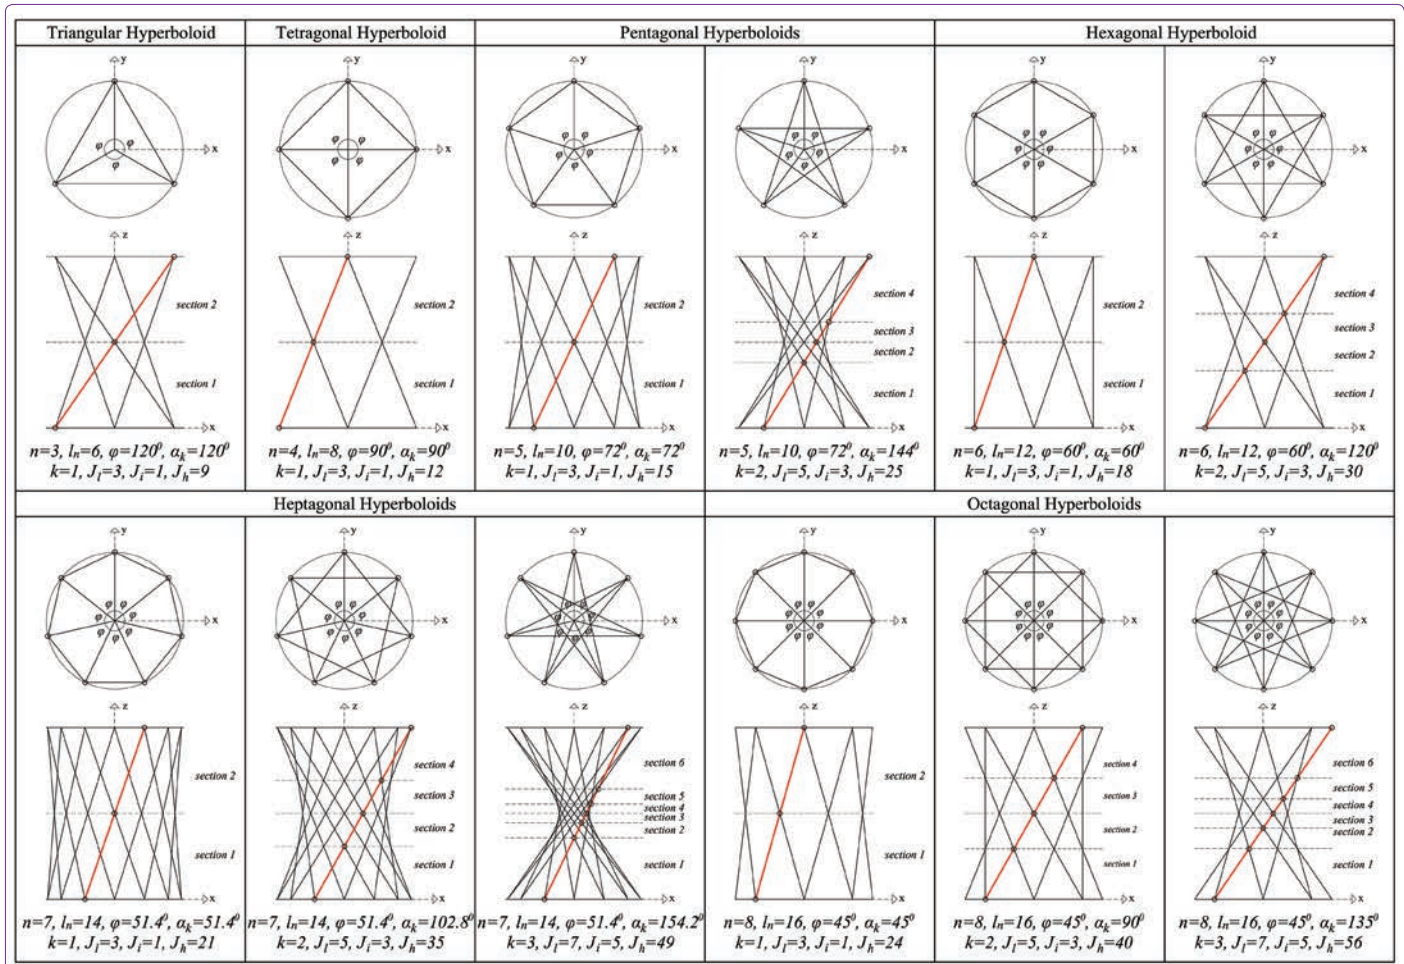 Triangular Hyperboloid
Tetragonal Hyperboloid
Pentagonal Hyperboloids
Hexagonal Hyperboloid
y
φ φ
φ
x
z
section 2
section 1
x
n=3, lₙ=6, φ=120⁰, αₖ=120⁰
k=1, Jₗ=3, Jᵢ=1, Jₕ=9
y
φ φ
φ φ
x
z
section 2
section 1
x
n=4, lₙ=8, φ=90⁰, αₖ=90⁰
k=1, Jₗ=3, Jᵢ=1, Jₕ=12
y
φ φ
φ φ
φ
x
z
section 2
section 1
x
n=5, lₙ=10, φ=72⁰, αₖ=72⁰
k=1, Jₗ=3, Jᵢ=1, Jₕ=15
y
φ φ
φ φ
φ
x
z
section 4
section 3
section 2
section 1
x
n=5, lₙ=10, φ=72⁰, αₖ=144⁰
k=2, Jₗ=5, Jᵢ=3, Jₕ=25
y
φ φ
φ φ
φ φ
x
z
section 2
section 1
x
n=6, lₙ=12, φ=60⁰, αₖ=60⁰
k=1, Jₗ=3, Jᵢ=1, Jₕ=18
y
φ φ
φ φ
φ φ
x
z
section 4
section 3
section 2
section 1
x
n=6, lₙ=12, φ=60⁰, αₖ=120⁰
k=2, Jₗ=5, Jᵢ=3, Jₕ=30
Heptagonal Hyperboloids
Octagonal Hyperboloids
y
φ φ
φ φ
φ φ
φ
x
z
section 2
section 1
x
n=7, lₙ=14, φ=51.4⁰, αₖ=51.4⁰
k=1, Jₗ=3, Jᵢ=1, Jₕ=21
y
φ φ
φ φ
φ φ
φ
x
z
section 4
section 3
section 2
section 1
x
n=7, lₙ=14, φ=51.4⁰, αₖ=102.8⁰
k=2, Jₗ=5, Jᵢ=3, Jₕ=35
y
φ φ
φ φ
φ φ
φ
x
z
section 6
section 5
section 4
section 3
section 2
section 1
x
n=7, lₙ=14, φ=51.4⁰, αₖ=154.2⁰
k=3, Jₗ=7, Jᵢ=5, Jₕ=49
y
φ φ
φ φ
φ φ
φ φ
x
z
section 2
section 1
x
n=8, lₙ=16, φ=45⁰, αₖ=45⁰
k=1, Jₗ=3, Jᵢ=1, Jₕ=24
y
φ φ
φ φ
φ φ
φ φ
x
z
section 4
section 3
section 2
section 1
x
n=8, lₙ=16, φ=45⁰, αₖ=90⁰
k=2, Jₗ=5, Jᵢ=3, Jₕ=40
y
φ φ
φ φ
φ φ
φ φ
x
z
section 6
section 5
section 4
section 3
section 2
section 1
x
n=8, lₙ=16, φ=45⁰, αₖ=135⁰
k=3, Jₗ=7, Jᵢ=5, Jₕ=56